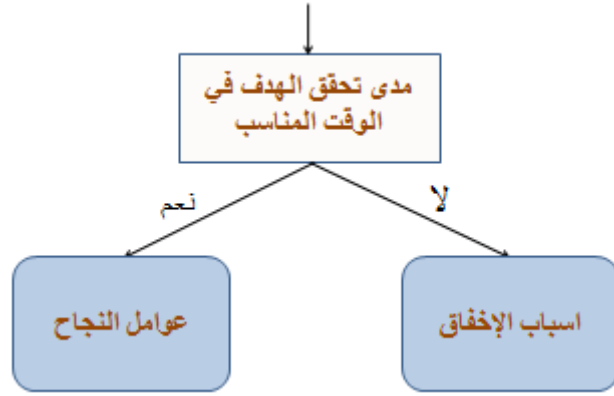 مدى تحقق الهدف في
الوقت المناسب
لا
نعم
اسباب الإخفاق
عوامل النجاح